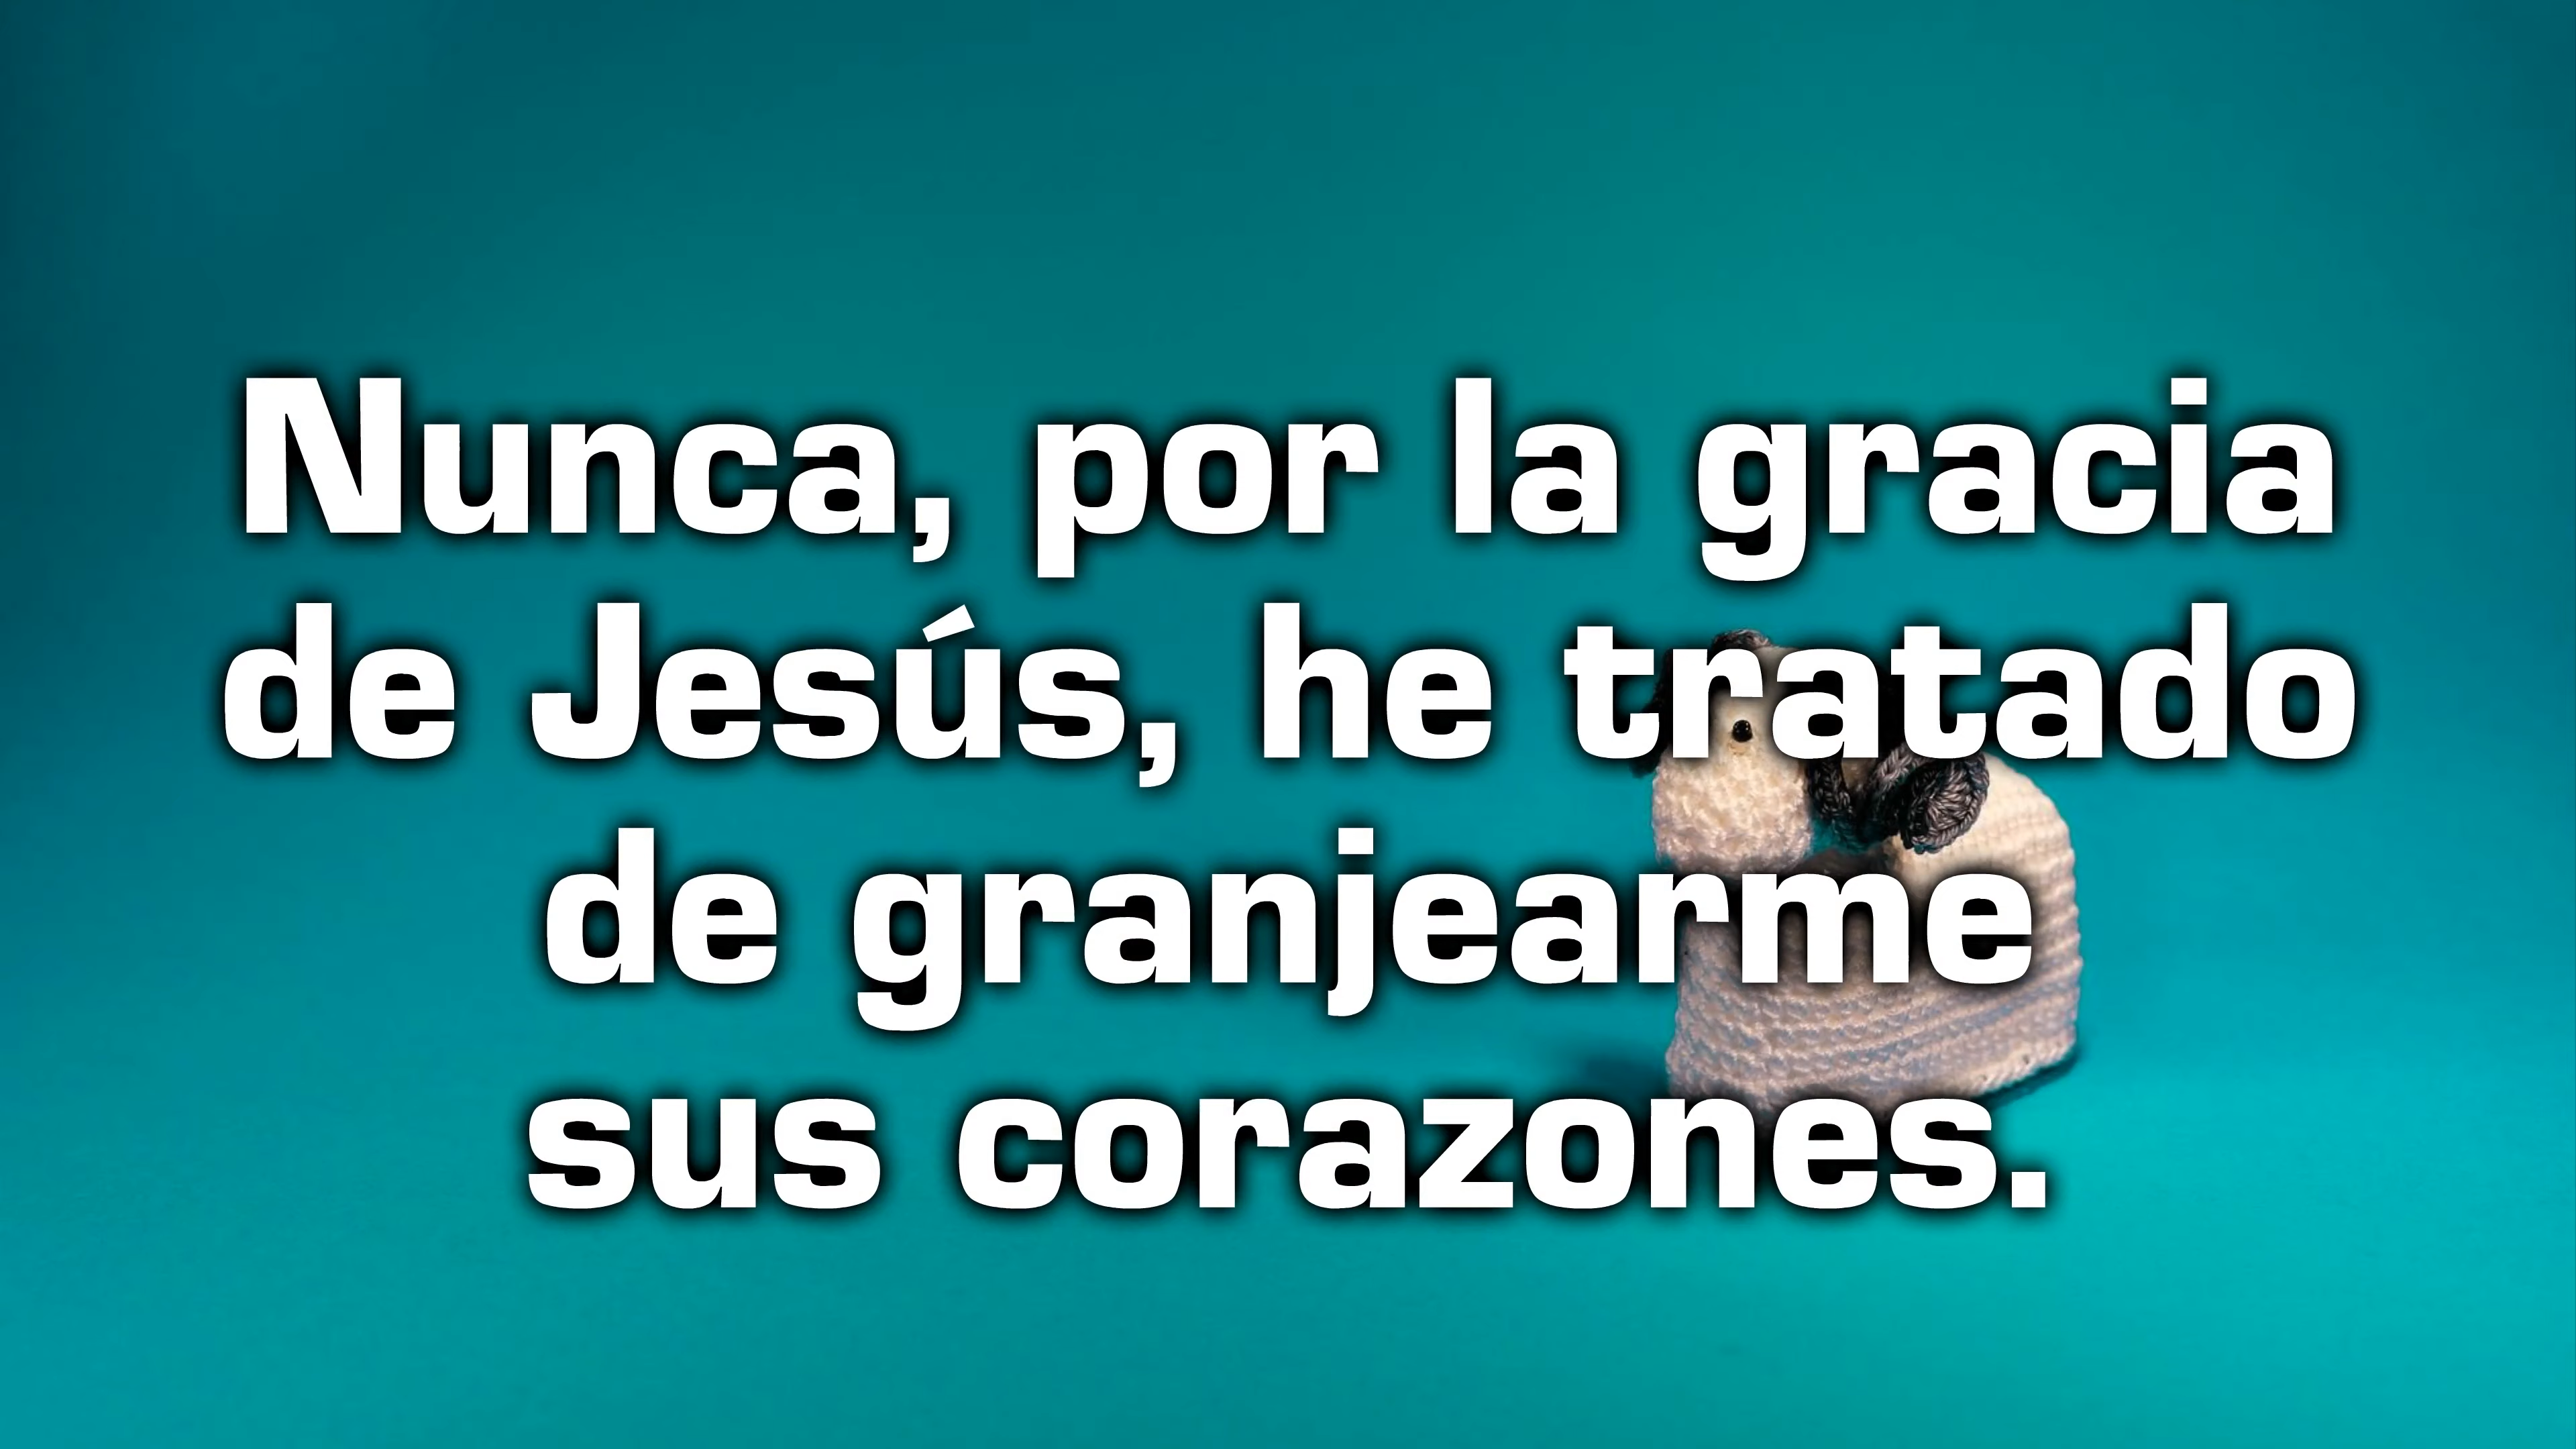 Nunca, por la gracia
de Jesús, he tratado
de granjearme
sus corazones.